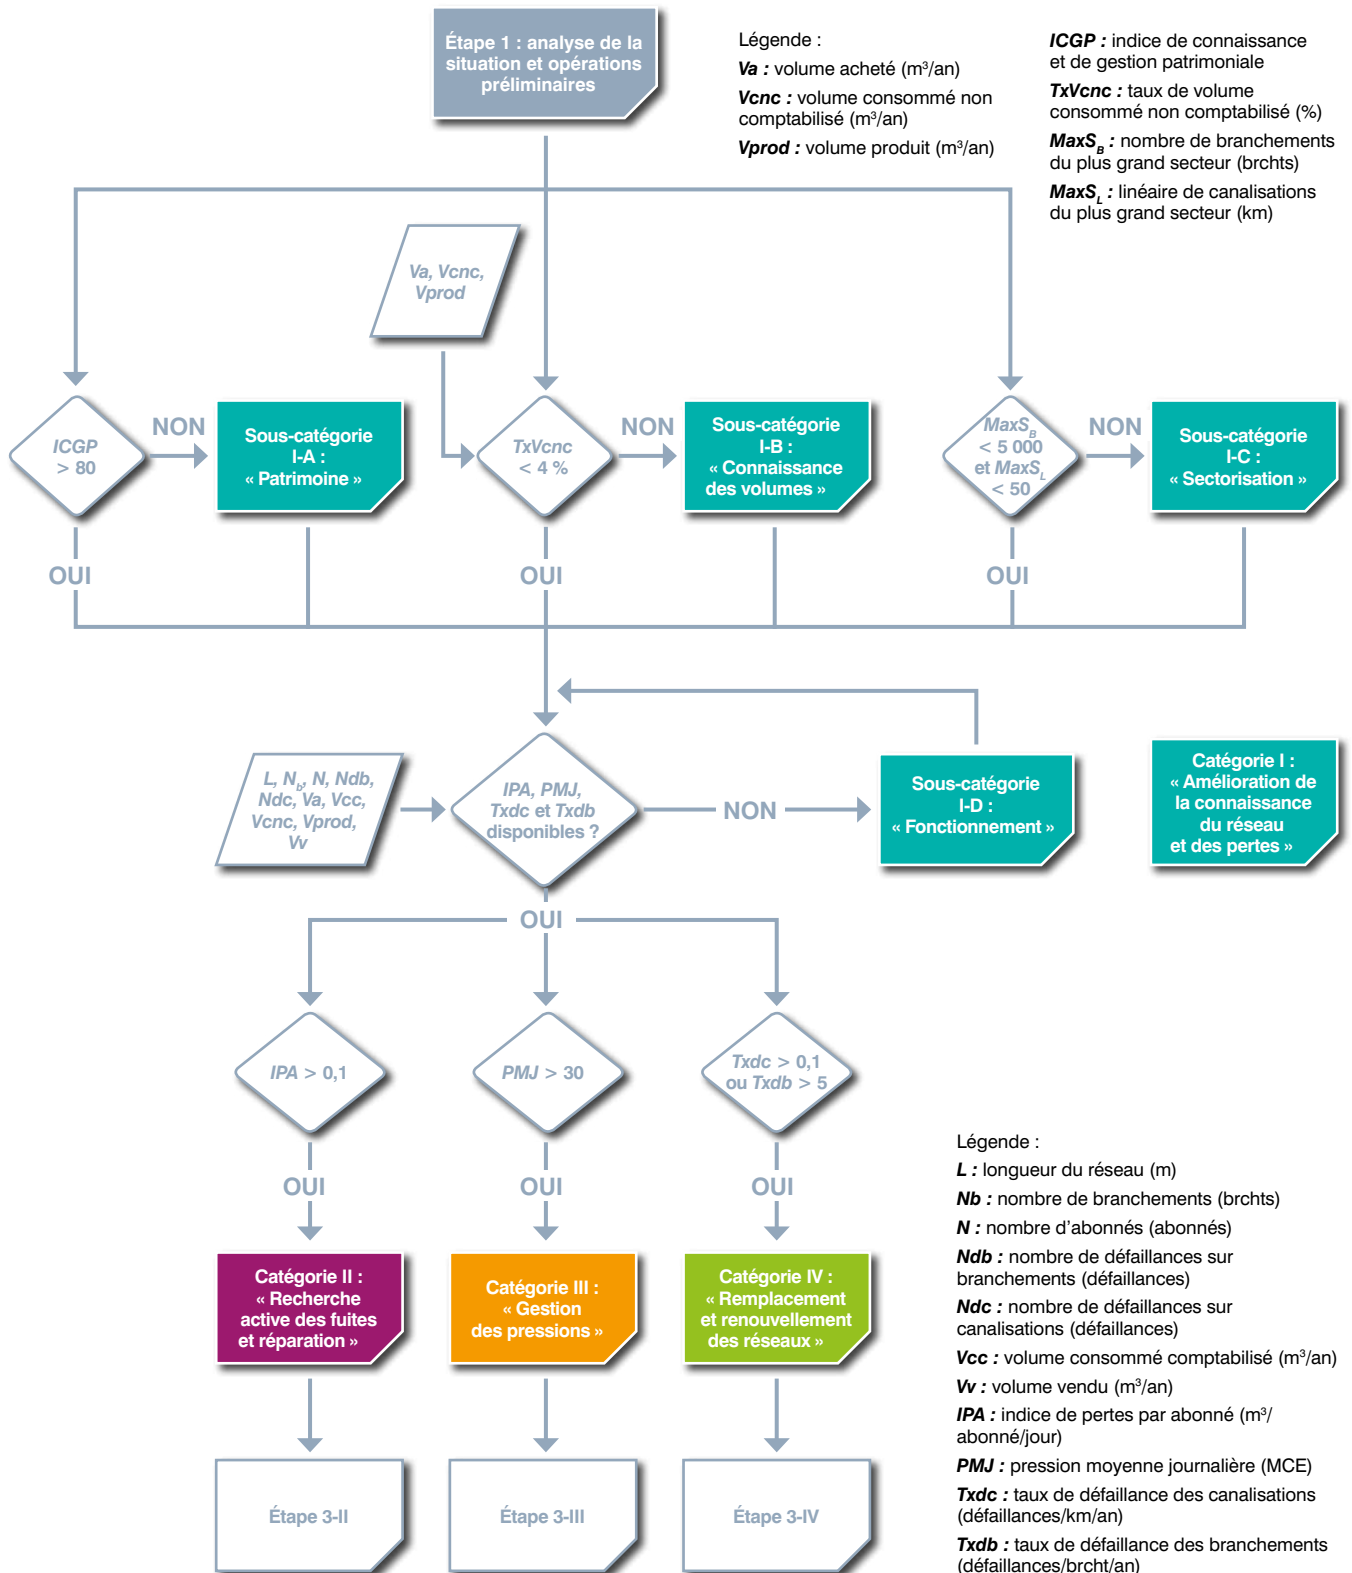 Étape 1 : analyse de la
situation et opérations
préliminaires
Légende :
Va : volume acheté (m³/an)
Vcnc : volume consommé non
comptabilisé (m³/an)
Vprod : volume produit (m³/an)
ICGP : indice de connaissance
et de gestion patrimoniale
TxVcnc : taux de volume
consommé non comptabilisé (%)
MaxS_B : nombre de branchements
du plus grand secteur (brchts)
MaxS_L : linéaire de canalisations
du plus grand secteur (km)
Va, Vcnc,
Vprod
ICGP
> 80
NON
Sous-catégorie
I-A :
« Patrimoine »
TxVcnc
< 4 %
NON
Sous-catégorie
I-B :
« Connaissance
des volumes »
MaxS_B
< 5 000
et MaxS_L
< 50
NON
Sous-catégorie
I-C :
« Sectorisation »
OUI
OUI
OUI
L, N_b, N, Ndb,
Ndc, Va, Vcc,
Vcnc, Vprod,
Vv
IPA, PMJ,
Txdc et Txdb
disponibles ?
NON
Sous-catégorie
I-D :
« Fonctionnement »
Catégorie I :
« Amélioration de
la connaissance
du réseau
et des pertes »
OUI
IPA > 0,1
PMJ > 30
Txdc > 0,1
ou Txdb > 5
OUI
OUI
OUI
Catégorie II :
« Recherche
active des fuites
et réparation »
Catégorie III :
« Gestion
des pressions »
Catégorie IV :
« Remplacement
et renouvellement
des réseaux »
Étape 3-II
Étape 3-III
Étape 3-IV
Légende :
L : longueur du réseau (m)
Nb : nombre de branchements (brchts)
N : nombre d'abonnés (abonnés)
Ndb : nombre de défaillances sur
branchements (défaillances)
Ndc : nombre de défaillances sur
canalisations (défaillances)
Vcc : volume consommé comptabilisé (m³/an)
Vv : volume vendu (m³/an)
IPA : indice de pertes par abonné (m³/
abonné/jour)
PMJ : pression moyenne journalière (MCE)
Txdc : taux de défaillance des canalisations
(défaillances/km/an)
Txdb : taux de défaillance des branchements
(défaillances/brcht/an)